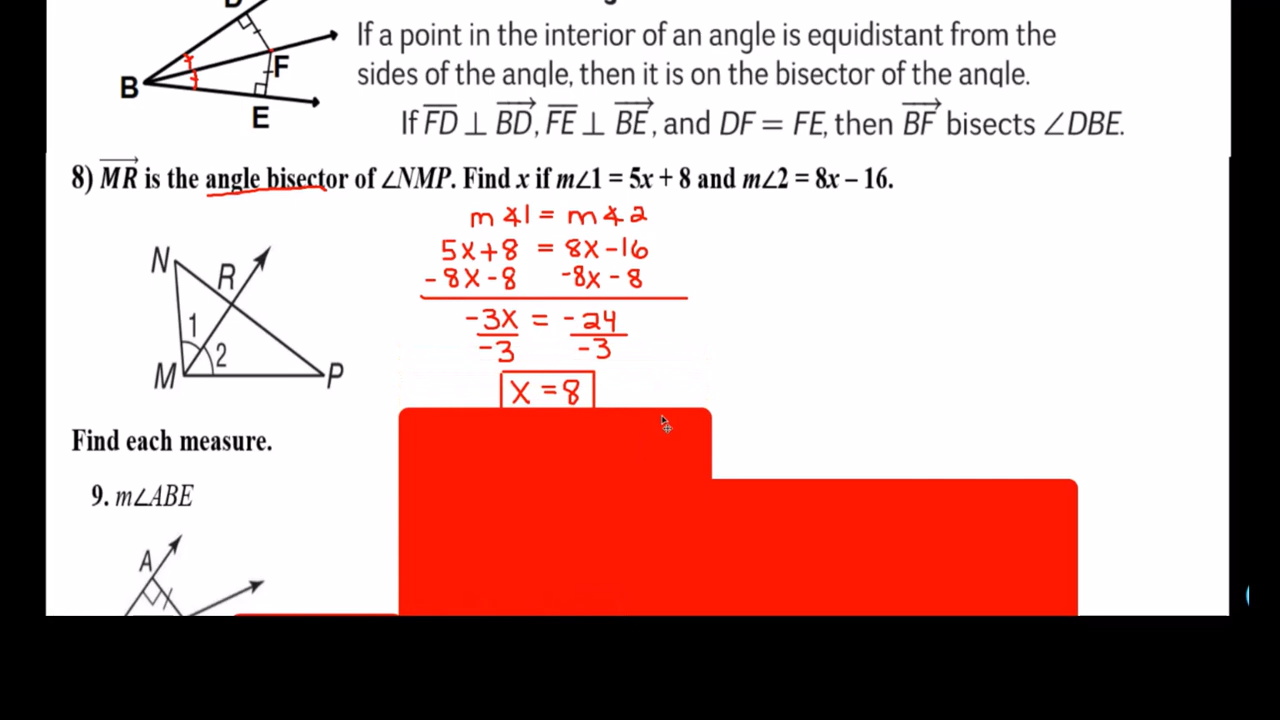 If a point in the interior of an angle is equidistant from the
sides of the angle, then it is on the bisector of the angle.
B
F
E
If FD ⊥ BD, FE ⊥ BE, and DF = FE, then BF bisects ∠DBE.
8) MR is the angle bisector of ∠NMP. Find x if m∠1 = 5x + 8 and m∠2 = 8x – 16.
m∡1 = m∡2
5x+8 = 8x-16
-8x-8 -8x-8
-3x = -24
-3 -3
x = 8
N
R
1
2
M
P
Find each measure.
9. m∠ABE
A